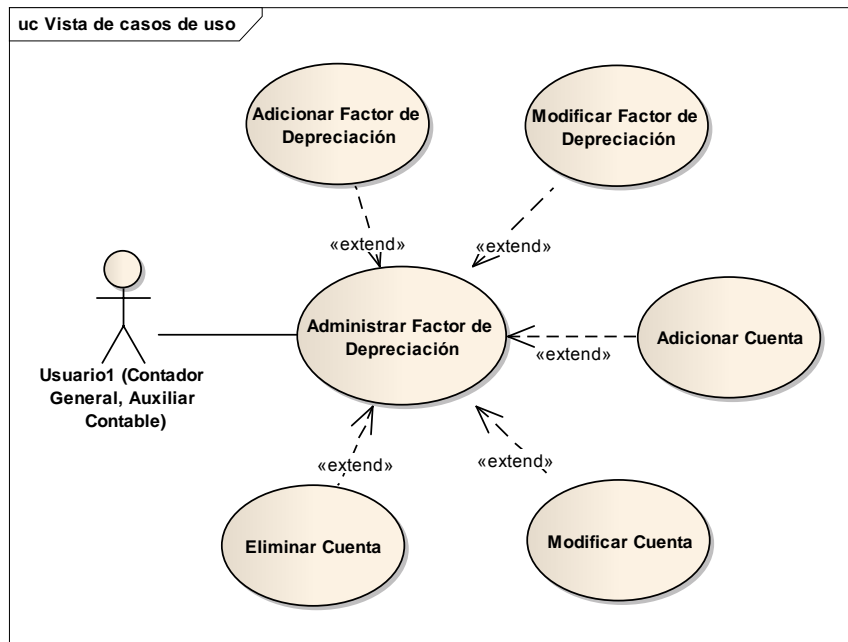 uc Vista de casos de uso
Adicionar Factor de
Depreciación
Modificar Factor de
Depreciación
«extend»
«extend»
Administrar Factor de
Depreciación
Adicionar Cuenta
«extend»
Usuario1 (Contador
General, Auxiliar
Contable)
«extend»
«extend»
Eliminar Cuenta
Modificar Cuenta